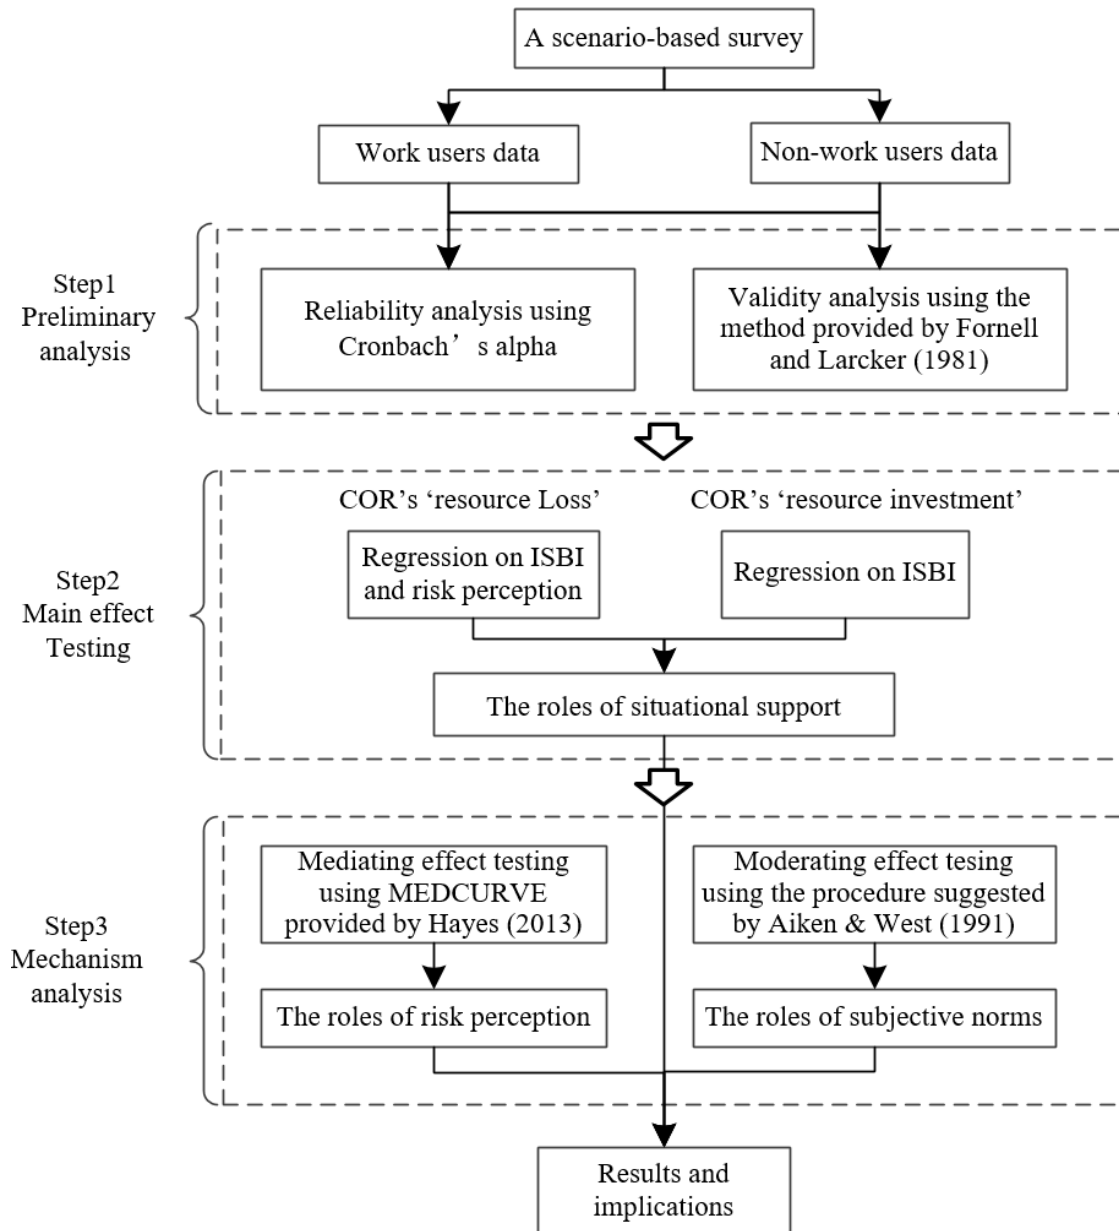 A scenario-based survey
Work users data
Non-work users data
Step1
Preliminary
analysis
Reliability analysis using
Cronbach’s alpha
Validity analysis using the
method provided by Fornell
and Larcker (1981)
Step2
Main effect
Testing
COR's ‘resource Loss’
COR's ‘resource investment’
Regression on ISBI
and risk perception
Regression on ISBI
The roles of situational support
Step3
Mechanism
analysis
Mediating effect testing
using MEDCURVE
provided by Hayes (2013)
Moderating effect tesing
using the procedure suggested
by Aiken & West (1991)
The roles of risk perception
The roles of subjective norms
Results and
implications